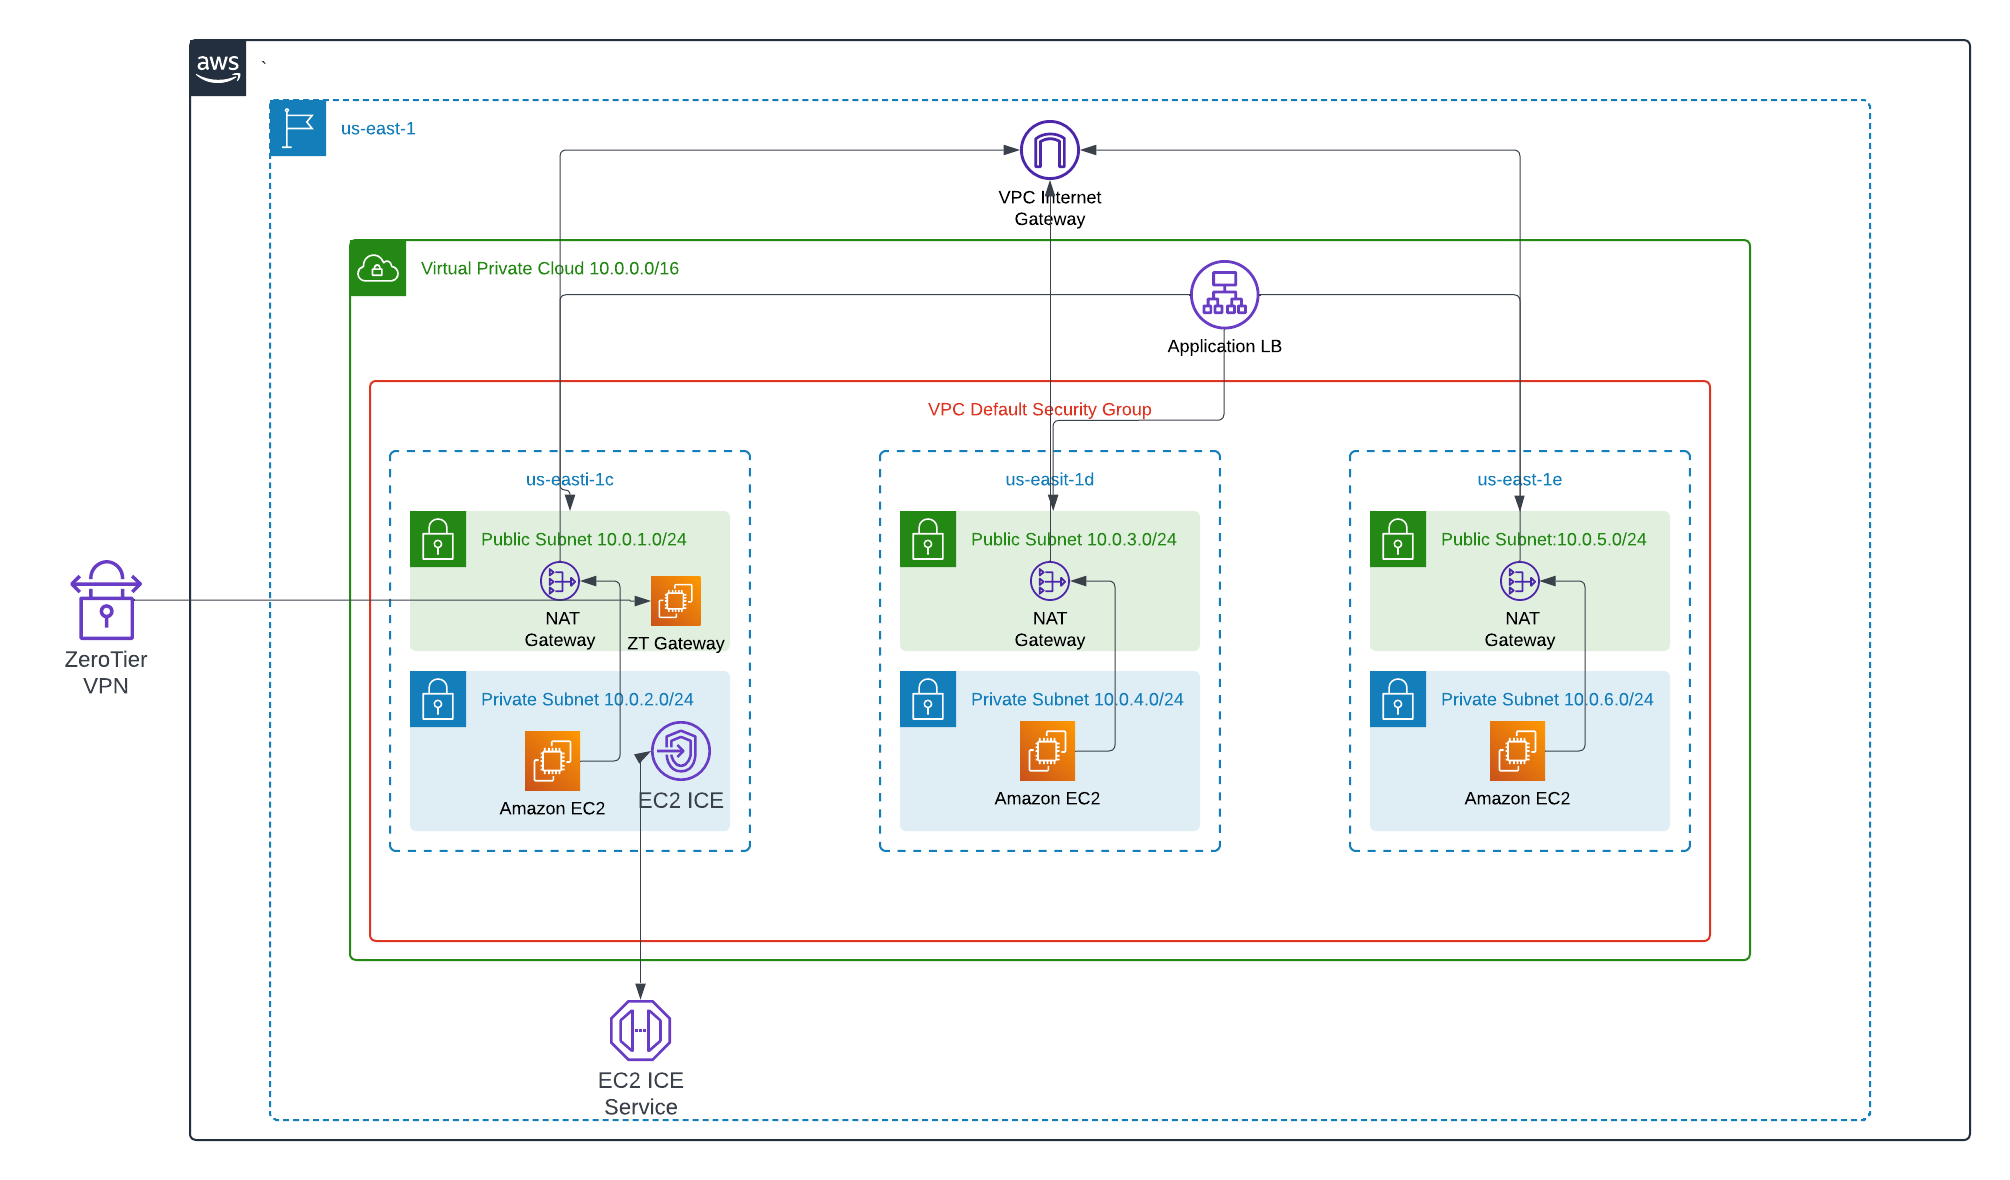 aws
`
us-east-1
VPC Internet
Gateway
Virtual Private Cloud 10.0.0.0/16
Application LB
VPC Default Security Group
us-easti-1c
us-easit-1d
us-east-1e
Public Subnet 10.0.1.0/24
Public Subnet 10.0.3.0/24
Public Subnet:10.0.5.0/24
NAT
Gateway
ZT Gateway
NAT
Gateway
NAT
Gateway
ZeroTier
VPN
Private Subnet 10.0.2.0/24
Private Subnet 10.0.4.0/24
Private Subnet 10.0.6.0/24
Amazon EC2
EC2 ICE
Amazon EC2
Amazon EC2
EC2 ICE
Service